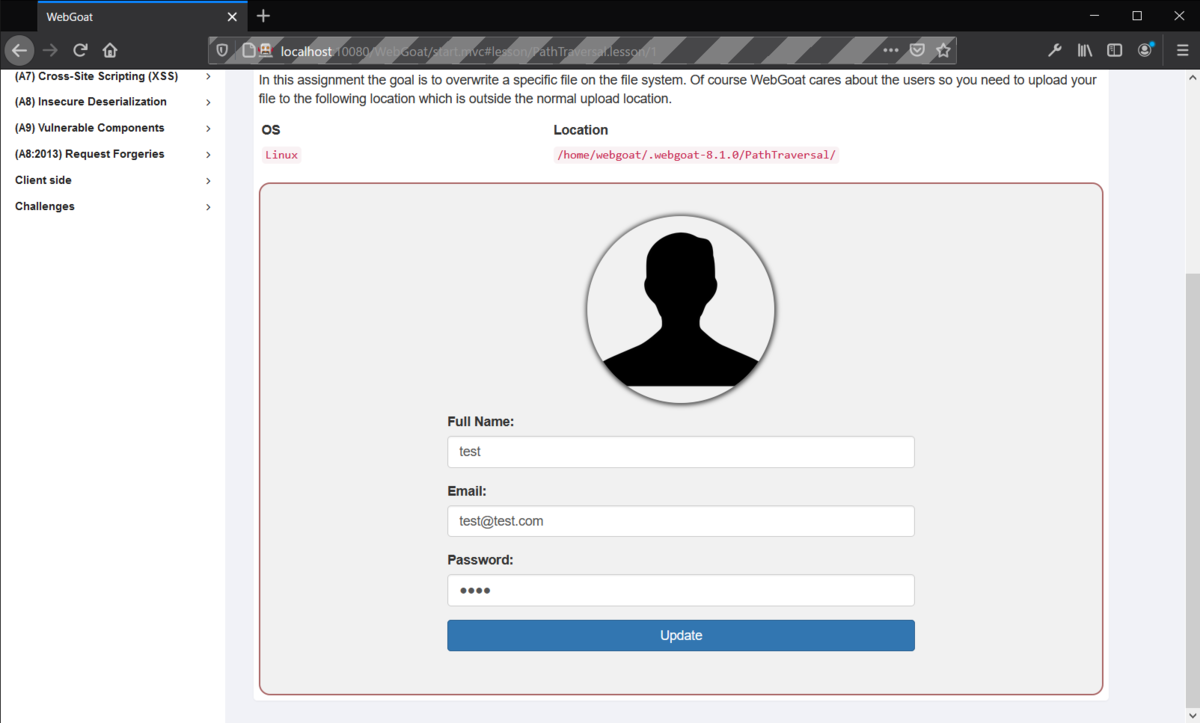 WebGoat
localhost:10080/WebGoat/start.mvc#lesson/PathTraversal.lesson/1
(A7) Cross-Site Scripting (XSS)
(A8) Insecure Deserialization
(A9) Vulnerable Components
(A8:2013) Request Forgeries
Client side
Challenges
In this assignment the goal is to overwrite a specific file on the file system. Of course WebGoat cares about the users so you need to upload your
file to the following location which is outside the normal upload location.
OS Location
Linux /home/webgoat/.webgoat-8.1.0/PathTraversal/
Full Name:
test
Email:
test@test.com
Password:
••••
Update